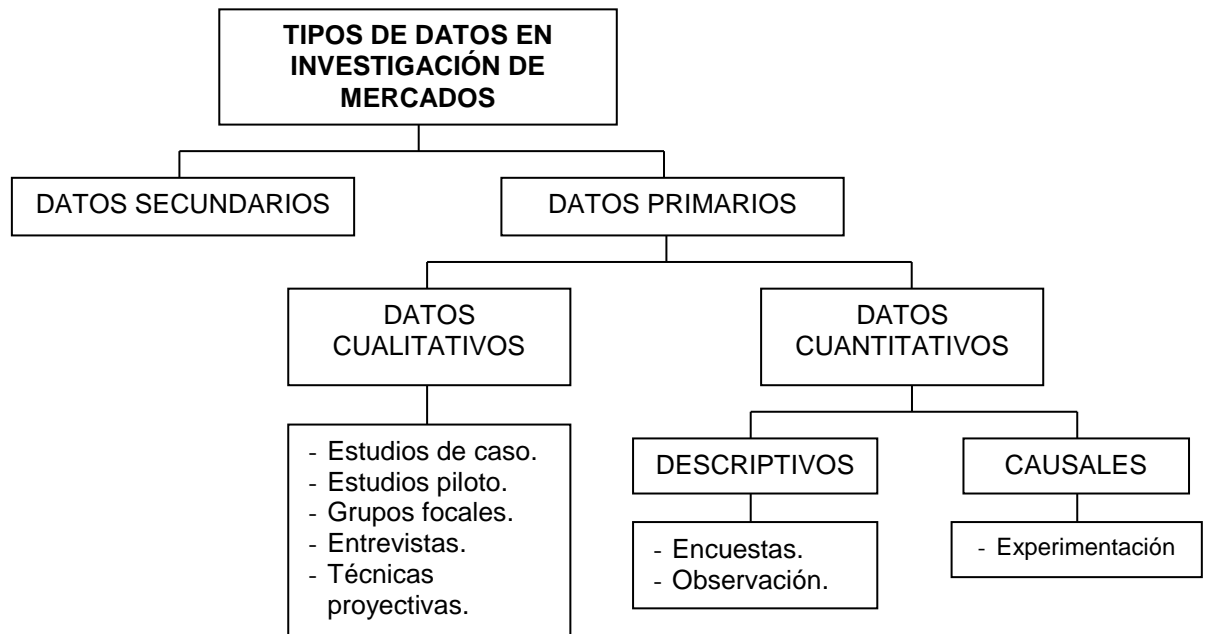 TIPOS DE DATOS EN
INVESTIGACIÓN DE
MERCADOS
DATOS SECUNDARIOS
DATOS PRIMARIOS
DATOS
CUALITATIVOS
DATOS
CUANTITATIVOS
- Estudios de caso.
- Estudios piloto.
- Grupos focales.
- Entrevistas.
- Técnicas
proyectivas.
DESCRIPTIVOS
CAUSALES
- Encuestas.
- Observación.
- Experimentación